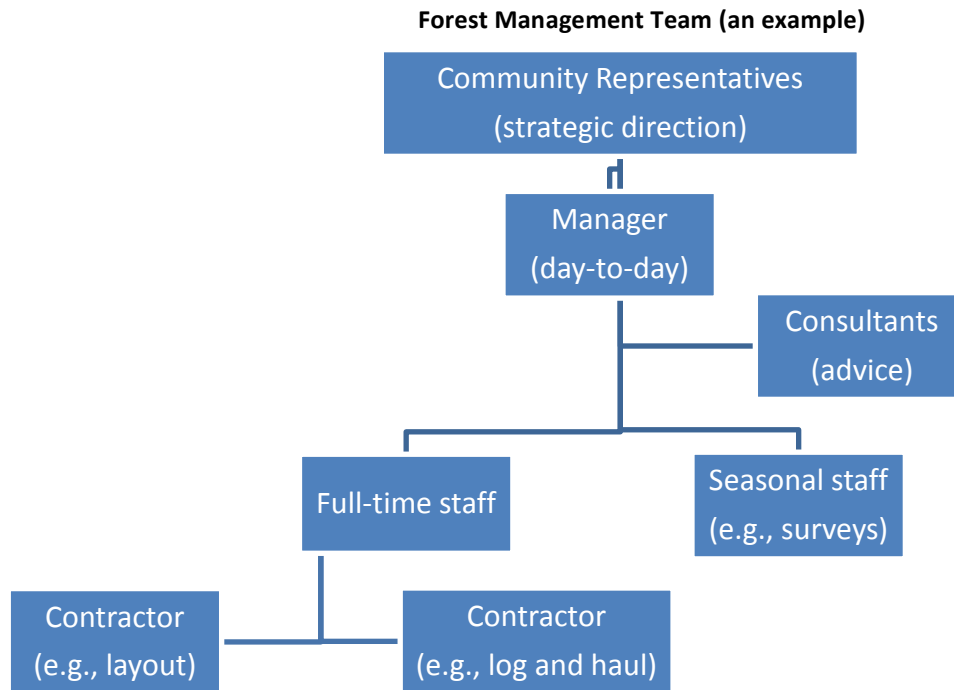 Forest Management Team (an example)
Community Representatives
(strategic direction)
Manager
(day-to-day)
Consultants
(advice)
Full-time staff
Seasonal staff
(e.g., surveys)
Contractor
(e.g., layout)
Contractor
(e.g., log and haul)